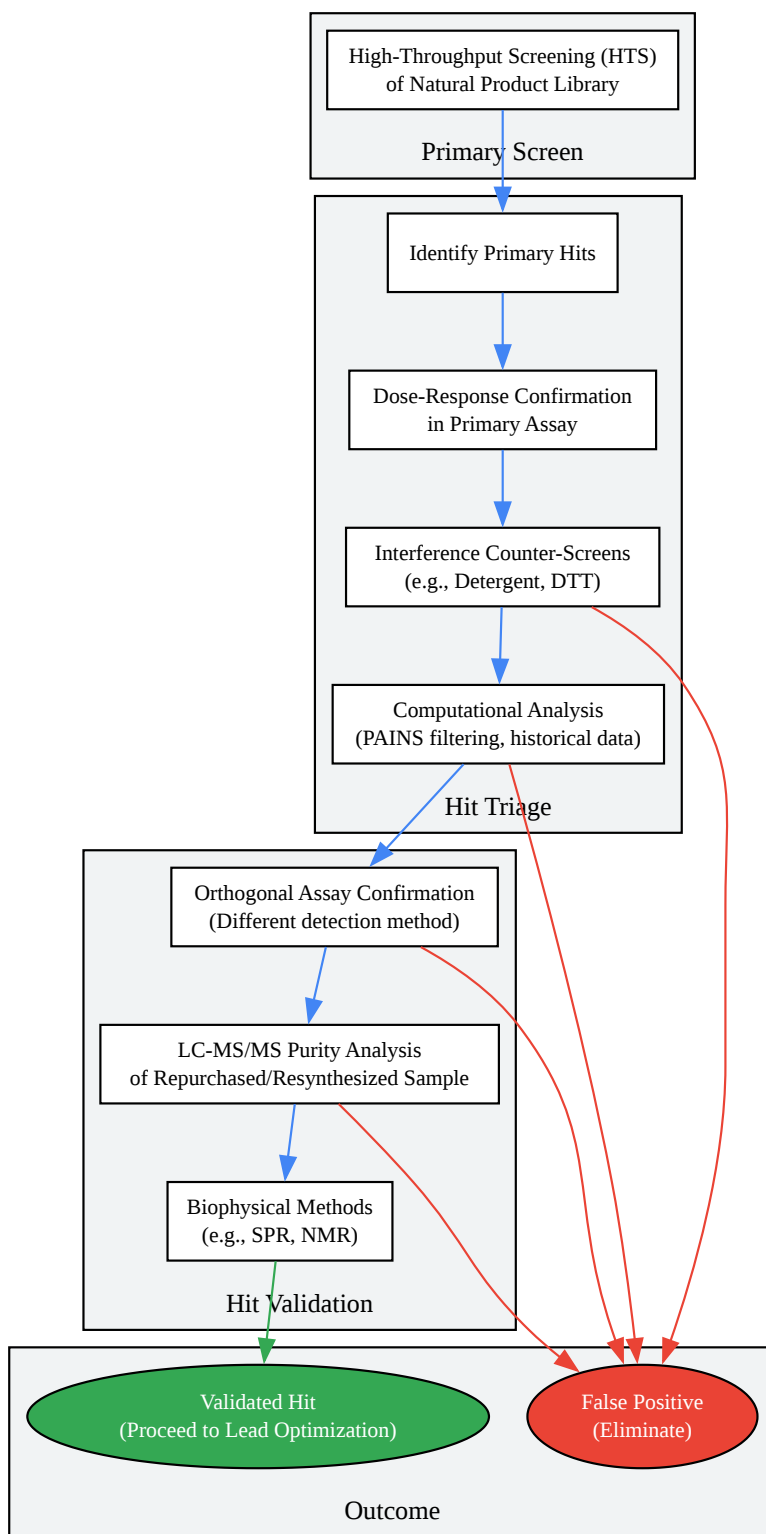 High-Throughput Screening (HTS)
of Natural Product Library
Primary Screen
Identify Primary Hits
Dose-Response Confirmation
in Primary Assay
Interference Counter-Screens
(e.g., Detergent, DTT)
Computational Analysis
(PAINS filtering, historical data)
Hit Triage
Orthogonal Assay Confirmation
(Different detection method)
LC-MS/MS Purity Analysis
of Repurchased/Resynthesized Sample
Biophysical Methods
(e.g., SPR, NMR)
Hit Validation
Validated Hit
(Proceed to Lead Optimization)
False Positive
(Eliminate)
Outcome